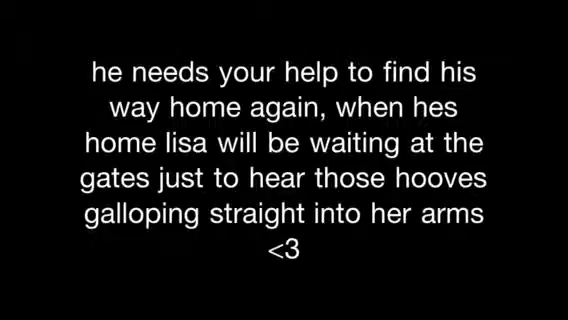 he needs your help to find his
way home again, when hes
home lisa will be waiting at the
gates just to hear those hooves
galloping straight into her arms
<3